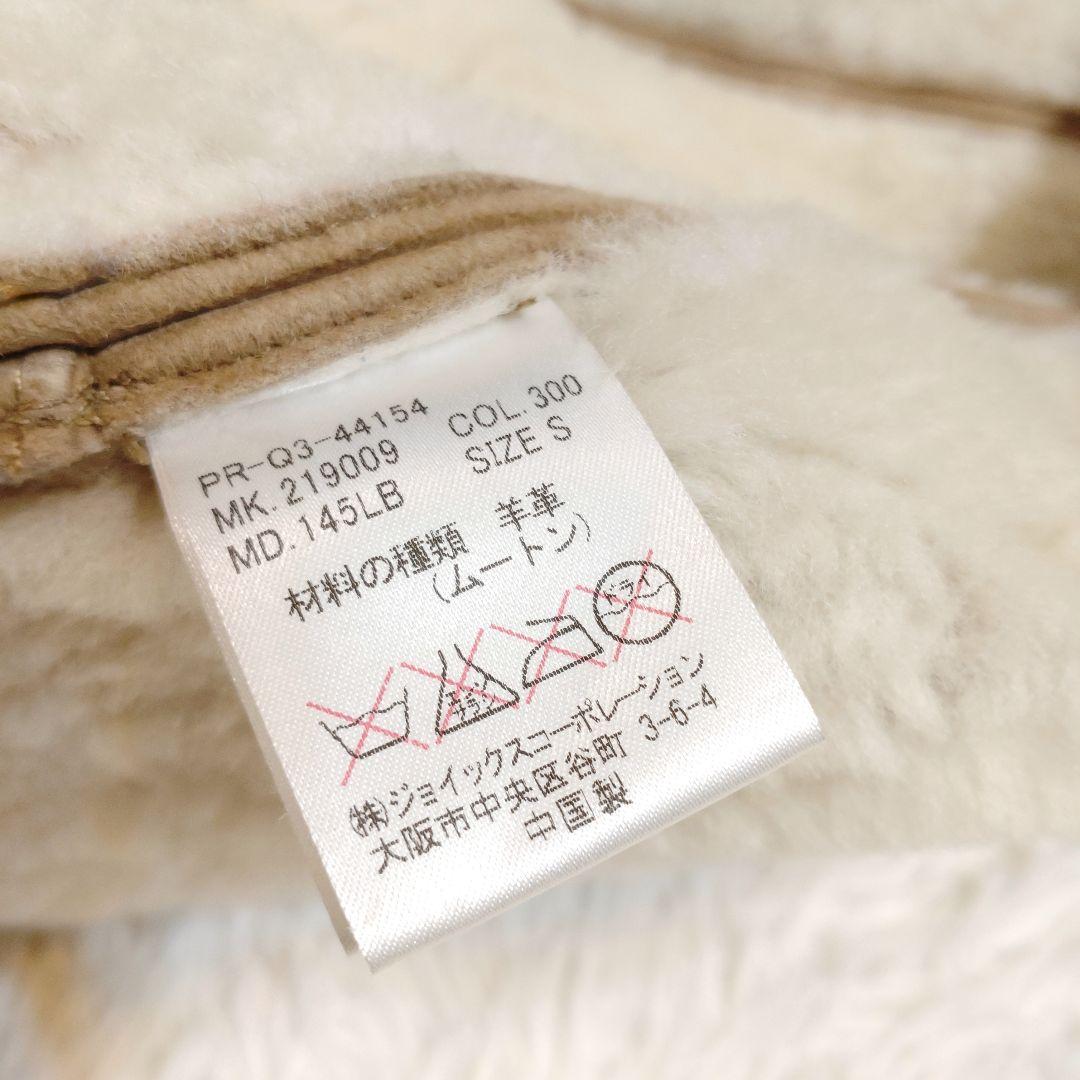 PR-Q3-44154 COL.300
MK.219009 SIZE S
MD.145LB
材料の種類 羊革
(ムートン)
ドライ
(株)ジョイックスコーポレーション
大阪市中央区谷町 3-6-4
中国製